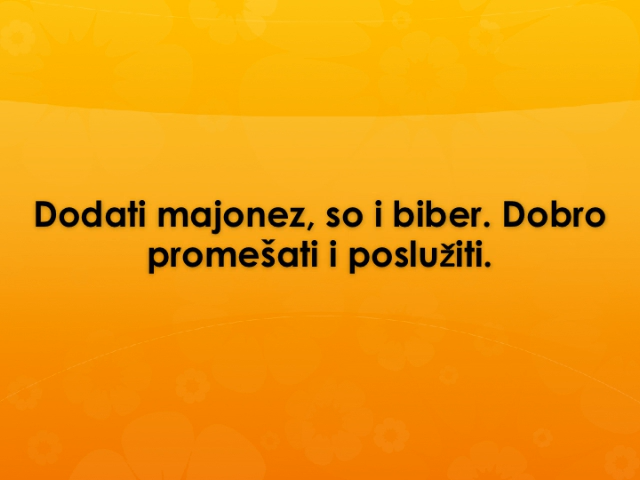 Dodati majonez, so i biber. Dobro
promešati i poslužiti.